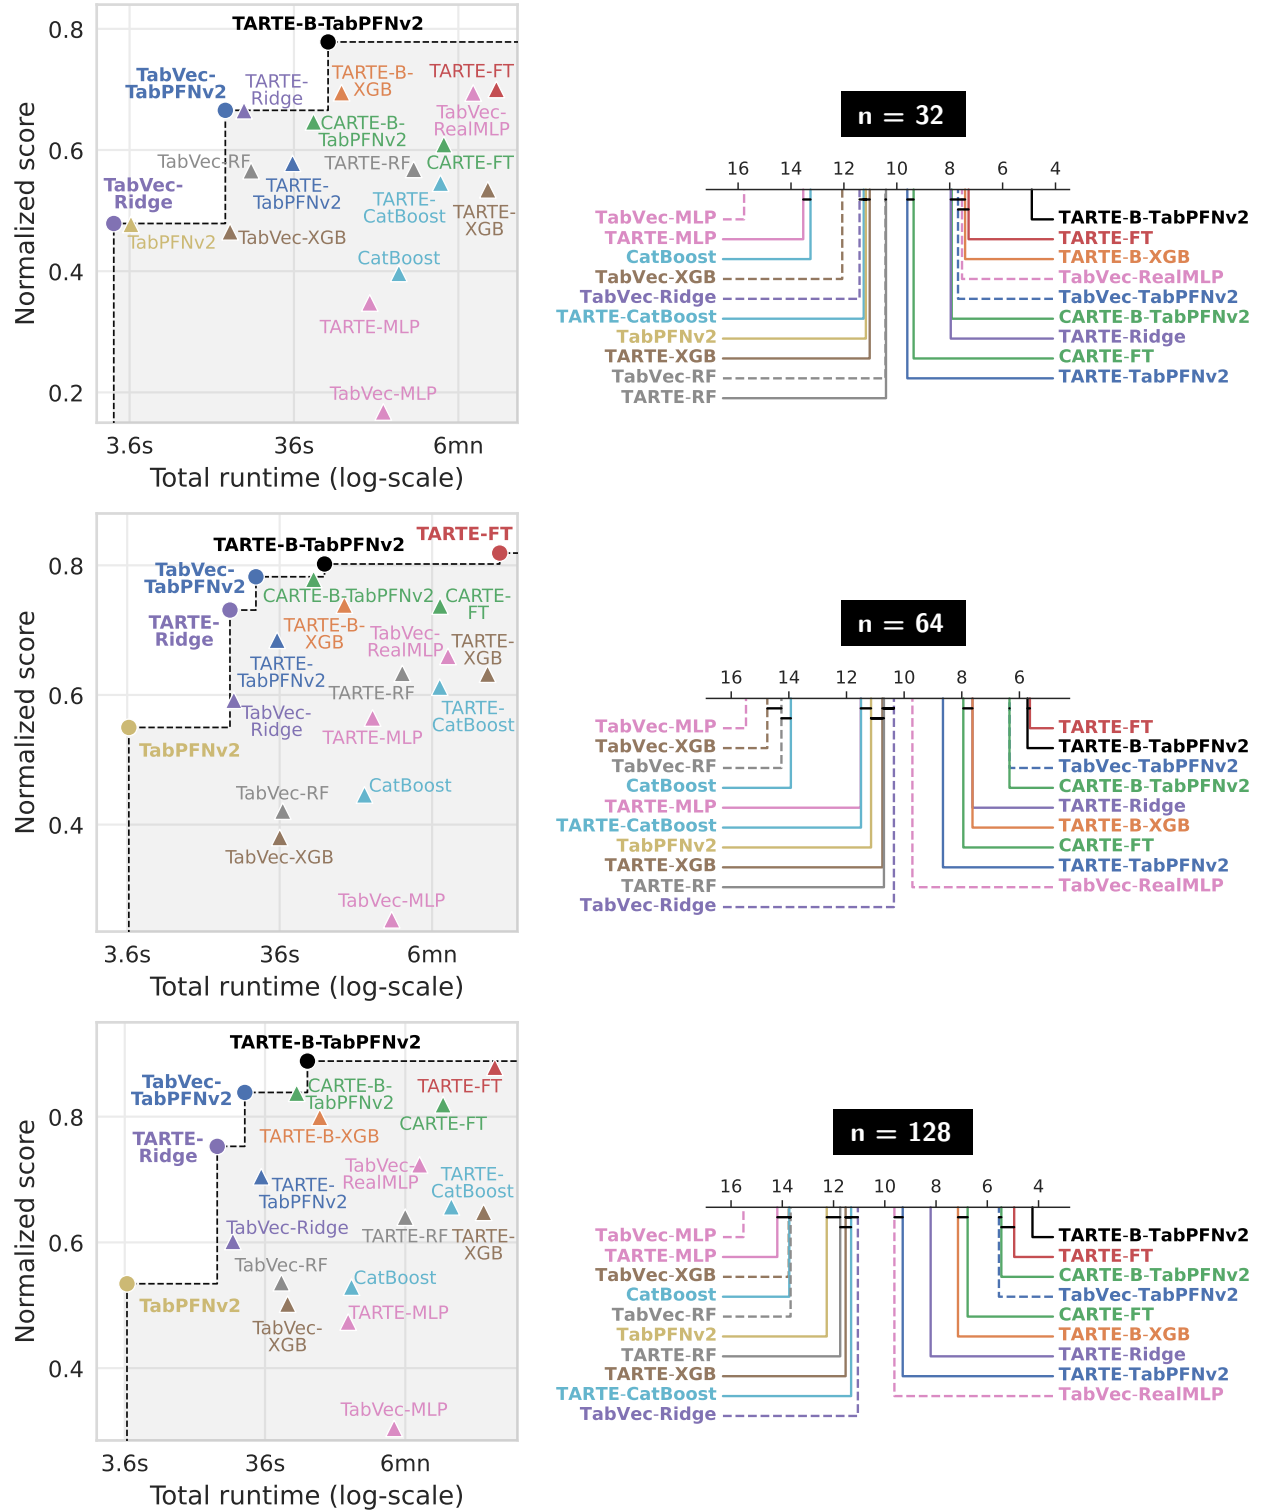 TARTE-B-TabPFNv2
0.8
TabVec-
TabPFNv2
TARTE-
Ridge
TARTE-B-
XGB
TARTE-FT
TabVec-
RealMLP
CARTE-B-
TabPFNv2
0.6
TabVec-RF
TARTE-RF
CARTE-FT
TabVec-
Ridge
TARTE-
TabPFNv2
TARTE-
CatBoost
TARTE-
XGB
TabPFNv2
TabVec-XGB
CatBoost
0.4
TARTE-MLP
TabVec-MLP
0.2
Normalized score
3.6s
36s
6mn
Total runtime (log-scale)
n = 32
16
14
12
10
8
6
4
TabVec-MLP
TARTE-MLP
CatBoost
TabVec-XGB
TabVec-Ridge
TARTE-CatBoost
TabPFNv2
TARTE-XGB
TabVec-RF
TARTE-RF
TARTE-B-TabPFNv2
TARTE-FT
TARTE-B-XGB
TabVec-RealMLP
TabVec-TabPFNv2
CARTE-B-TabPFNv2
TARTE-Ridge
CARTE-FT
TARTE-TabPFNv2
TARTE-FT
TARTE-B-TabPFNv2
0.8
TabVec-
TabPFNv2
CARTE-B-TabPFNv2
CARTE-
FT
TARTE-
Ridge
TARTE-B-
XGB
TabVec-
RealMLP
TARTE-
XGB
TARTE-
TabPFNv2
TARTE-RF
0.6
TabVec-
Ridge
TARTE-
CatBoost
TARTE-MLP
TabPFNv2
CatBoost
TabVec-RF
0.4
TabVec-XGB
TabVec-MLP
Normalized score
3.6s
36s
6mn
Total runtime (log-scale)
n = 64
16
14
12
10
8
6
TabVec-MLP
TabVec-XGB
TabVec-RF
CatBoost
TARTE-MLP
TARTE-CatBoost
TabPFNv2
TARTE-XGB
TARTE-RF
TabVec-Ridge
TARTE-FT
TARTE-B-TabPFNv2
TabVec-TabPFNv2
CARTE-B-TabPFNv2
TARTE-Ridge
TARTE-B-XGB
CARTE-FT
TARTE-TabPFNv2
TabVec-RealMLP
TARTE-B-TabPFNv2
TabVec-
TabPFNv2
CARTE-B-
TabPFNv2
TARTE-FT
0.8
CARTE-FT
TARTE-
Ridge
TARTE-B-XGB
TabVec-
RealMLP
TARTE-
CatBoost
TARTE-
TabPFNv2
TabVec-Ridge
TARTE-RF
TARTE-
XGB
0.6
TabVec-RF
CatBoost
TabPFNv2
TARTE-MLP
TabVec-
XGB
0.4
TabVec-MLP
Normalized score
3.6s
36s
6mn
Total runtime (log-scale)
n = 128
16
14
12
10
8
6
4
TabVec-MLP
TARTE-MLP
TabVec-XGB
CatBoost
TabVec-RF
TabPFNv2
TARTE-RF
TARTE-XGB
TARTE-CatBoost
TabVec-Ridge
TARTE-B-TabPFNv2
TARTE-FT
CARTE-B-TabPFNv2
TabVec-TabPFNv2
CARTE-FT
TARTE-B-XGB
TARTE-Ridge
TARTE-TabPFNv2
TabVec-RealMLP